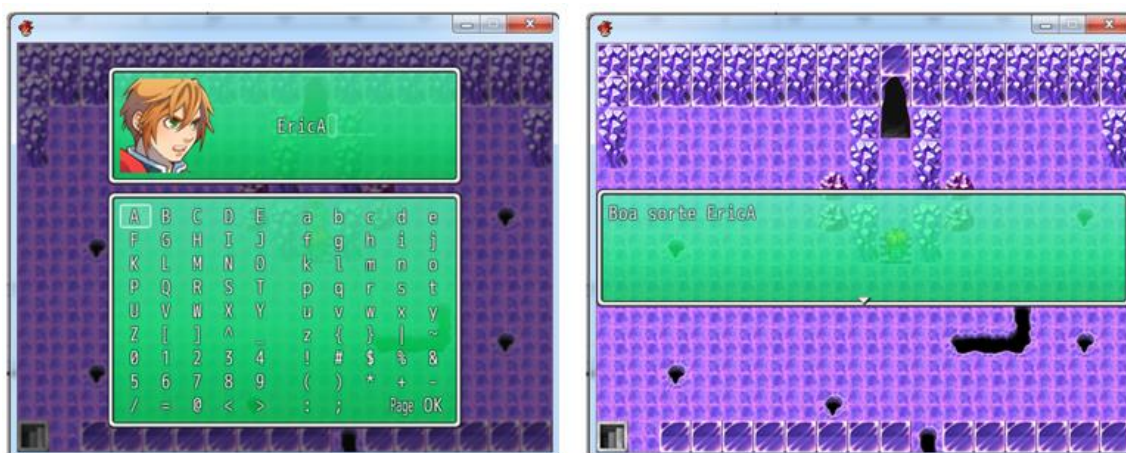 EricA
A B C D E a b c d e
F G H I J f g h i j
K L M N O k l m n o
P Q R S T p q r s t
U V W X Y u v w x y
Z [ ] ^ _ z { } | ~
0 1 2 3 4 ! # $ % &
5 6 7 8 9 ( ) * + -
/ = @ < > : ; Page OK
Boa sorte EricA